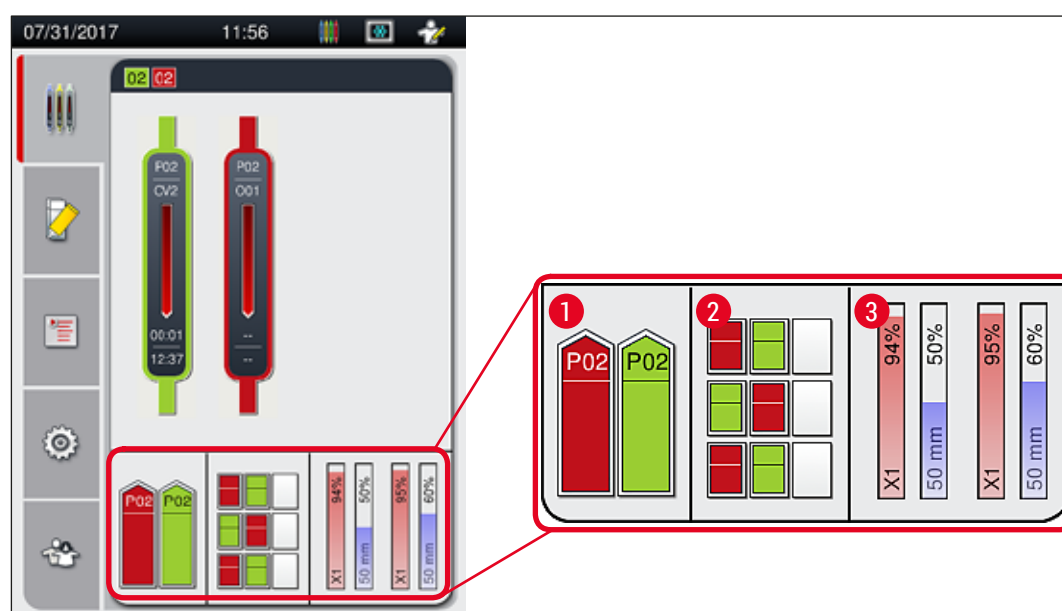 07/31/2017 11:56
02 02
P02 P02
CV2 O01
00:01 --
12:37 --
P02 P02
X1 94%
50 mm 50%
X1 95%
50 mm 60%
1 2 3
P02 P02
X1 94%
50 mm 50%
X1 95%
50 mm 60%